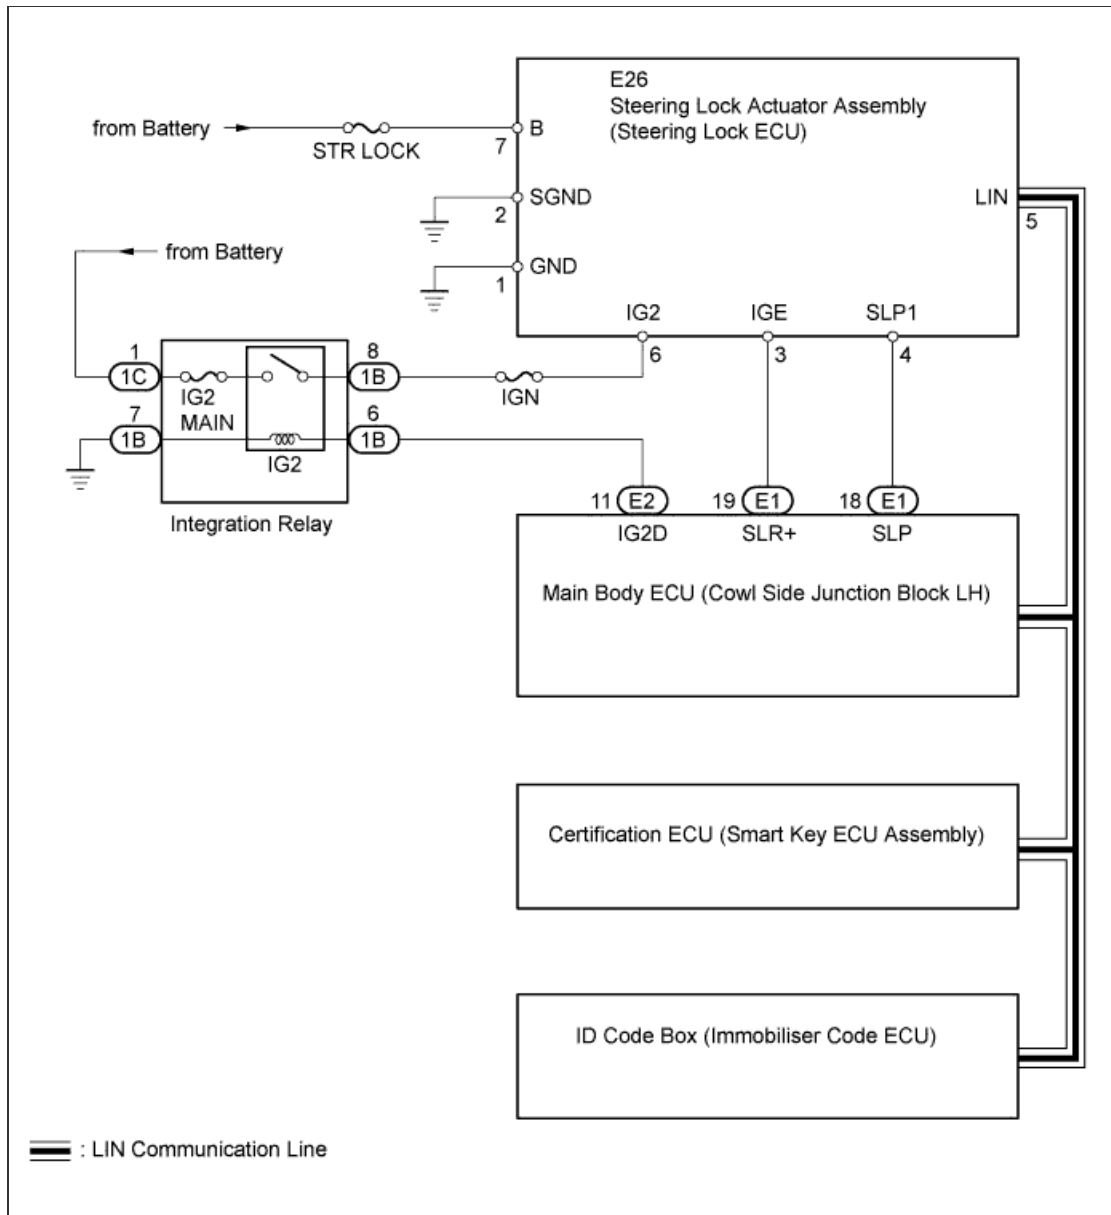 E26
Steering Lock Actuator Assembly
(Steering Lock ECU)
from Battery
STR LOCK
B
7
SGND
2
LIN
5
from Battery
GND
1
IG2
IGE
SLP1
6
3
4
1
1C
IG2
MAIN
8
1B
IGN
7
1B
6
1B
IG2
Integration Relay
11 E2
19 E1
18 E1
IG2D
SLR+
SLP
Main Body ECU (Cowl Side Junction Block LH)
Certification ECU (Smart Key ECU Assembly)
ID Code Box (Immobiliser Code ECU)
: LIN Communication Line